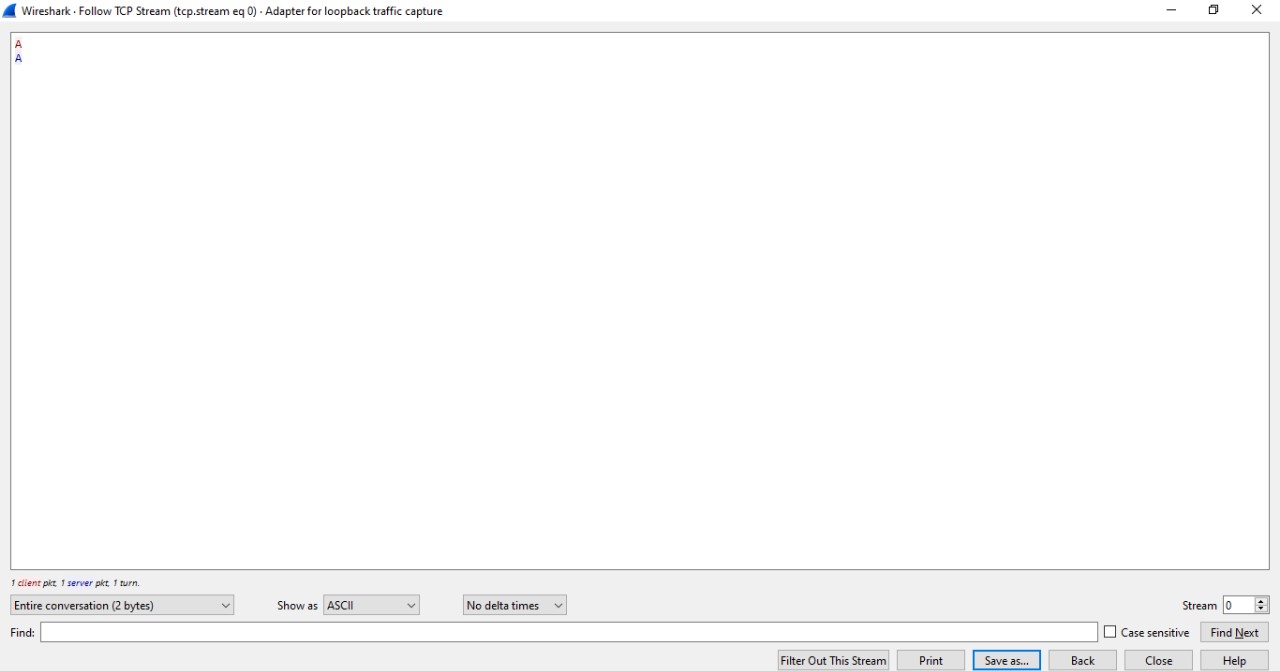 Wireshark · Follow TCP Stream (tcp.stream eq 0) · Adapter for loopback traffic capture
A
A
1 client pkt, 1 server pkt, 1 turn.
Entire conversation (2 bytes) Show as ASCII No delta times Stream 0
Find: Case sensitive Find Next
Filter Out This Stream Print Save as... Back Close Help